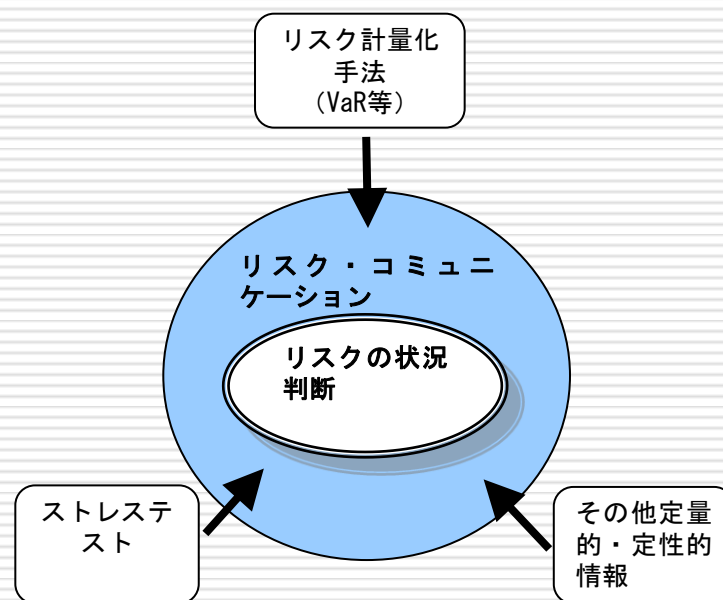 リスク計量化
手法
（VaR等）
リスク・コミュニ
ケーション
リスクの状況
判断
ストレステ
スト
その他定量
的・定性的
情報